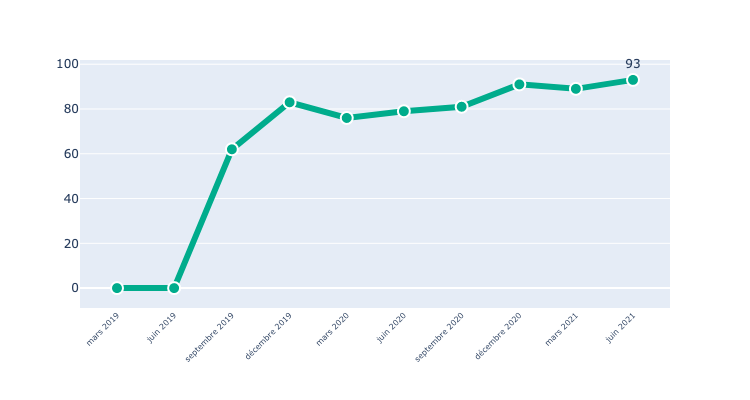 93
100
80
60
40
20
0
mars 2019
juin 2019
septembre 2019
décembre 2019
mars 2020
juin 2020
septembre 2020
décembre 2020
mars 2021
juin 2021